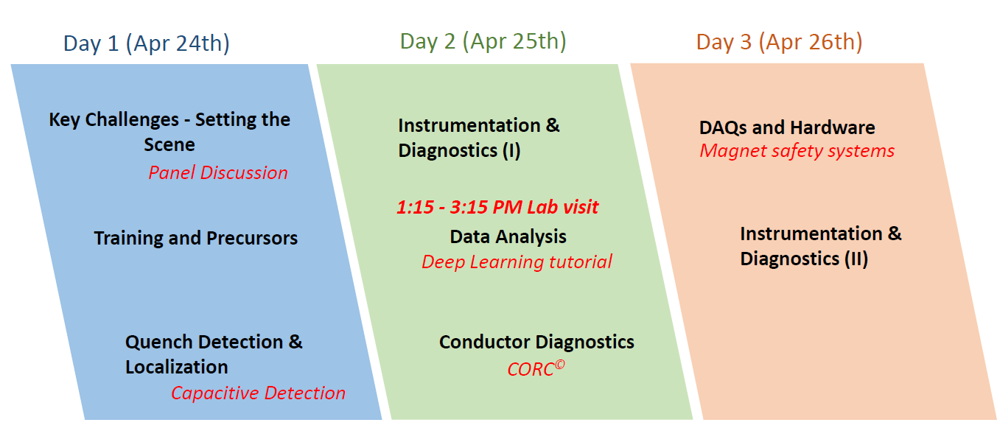 Day 1 (Apr 24th)
Key Challenges - Setting the
Scene
Panel Discussion
Training and Precursors
Quench Detection &
Localization
Capacitive Detection
Day 2 (Apr 25th)
Instrumentation &
Diagnostics (I)
1:15 - 3:15 PM Lab visit
Data Analysis
Deep Learning tutorial
Conductor Diagnostics
CORC©
Day 3 (Apr 26th)
DAQs and Hardware
Magnet safety systems
Instrumentation &
Diagnostics (II)